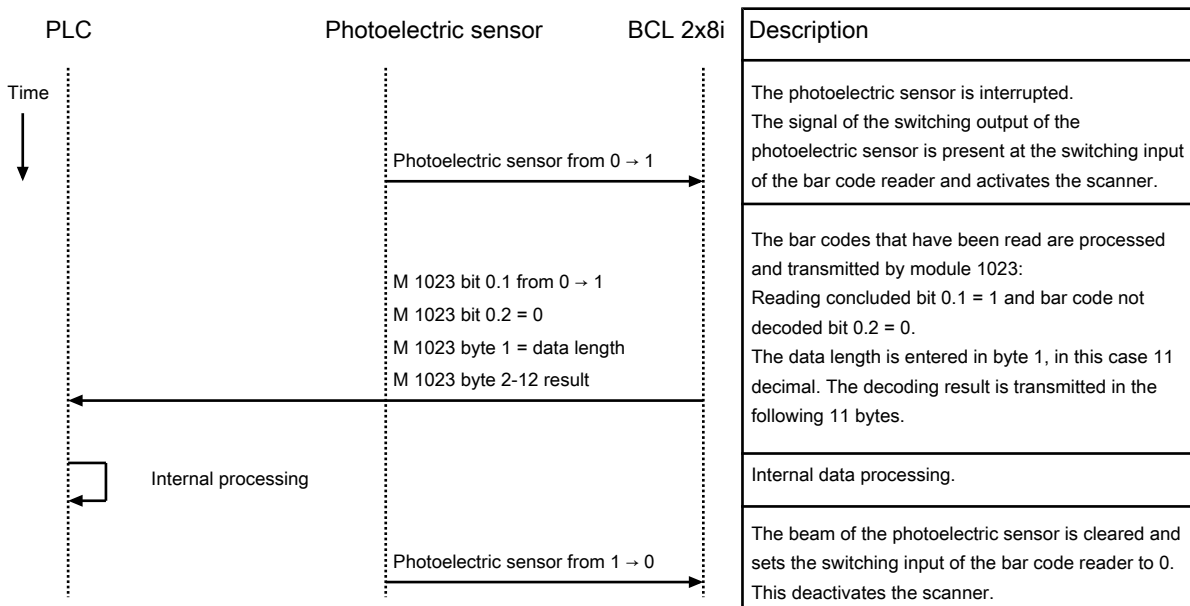 PLC
Photoelectric sensor
BCL 2x8i
Description
Time
Photoelectric sensor from 0 → 1
The photoelectric sensor is interrupted.
The signal of the switching output of the
photoelectric sensor is present at the switching input
of the bar code reader and activates the scanner.
M 1023 bit 0.1 from 0 → 1
M 1023 bit 0.2 = 0
M 1023 byte 1 = data length
M 1023 byte 2-12 result
The bar codes that have been read are processed
and transmitted by module 1023:
Reading concluded bit 0.1 = 1 and bar code not
decoded bit 0.2 = 0.
The data length is entered in byte 1, in this case 11
decimal. The decoding result is transmitted in the
following 11 bytes.
Internal processing
Internal data processing.
Photoelectric sensor from 1 → 0
The beam of the photoelectric sensor is cleared and
sets the switching input of the bar code reader to 0.
This deactivates the scanner.